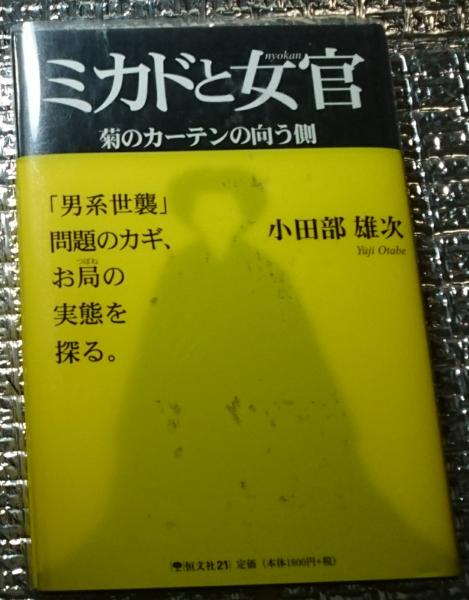 nyokan
ミカドと女官
菊のカーテンの向う側
「男系世襲」
問題のカギ、
つぼね
お局の
実態を
探る。
小田部 雄次
Yūji Otabe
恒文社21 定価（本体1800円+税）